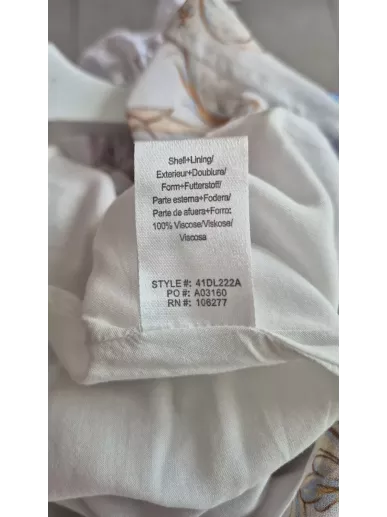 Shell+Lining/
Exterieur+Doublura/
Form+Futterstoff/
Parte esterna+Fodera/
Parte de afuera+Forro:
100% Viscose/Viskose/
Viscosa
STYLE #: 41DL222A
PO #: A03160
RN #: 106277